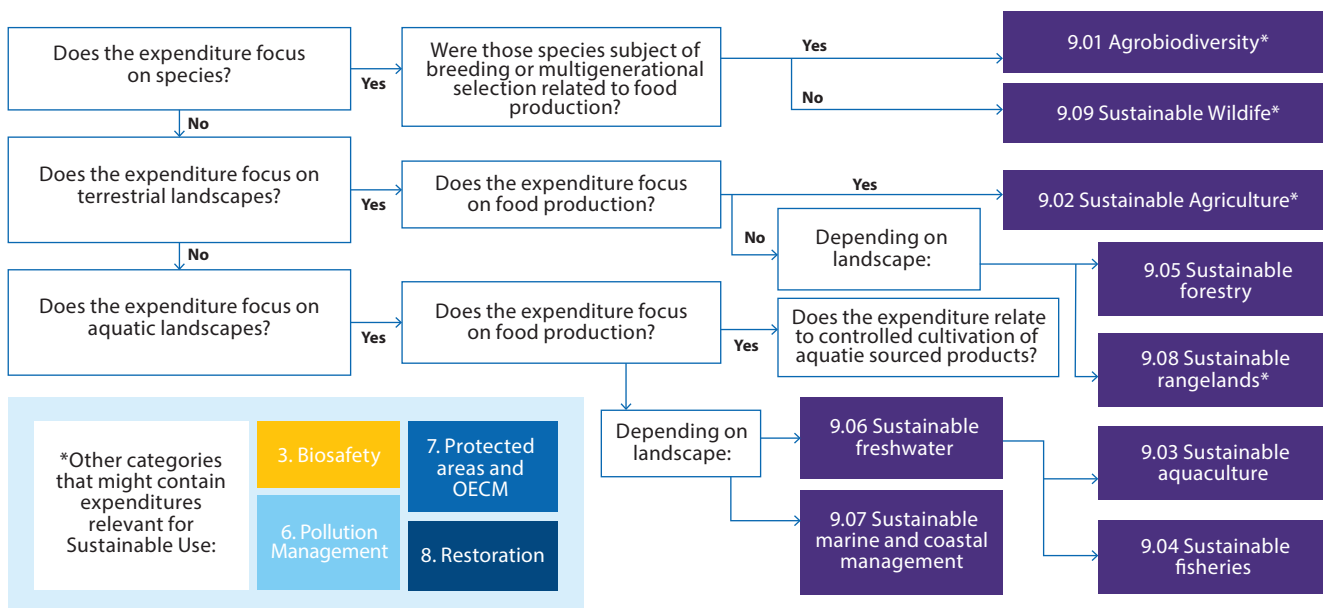 Does the expenditure focus
on species?
Yes
Were those species subject of
breeding or multigenerational
selection related to food
production?
Yes
9.01 Agrobiodiversity*
No
9.09 Sustainable Wildife*
No
Does the expenditure focus on
terrestrial landscapes?
Yes
Does the expenditure focus
on food production?
Yes
9.02 Sustainable Agriculture*
No
Depending on
landscape:
9.05 Sustainable
forestry
9.08 Sustainable
rangelands*
No
Does the expenditure focus on
aquatic landscapes?
Yes
Does the expenditure focus
on food production?
Yes
Does the expenditure relate
to controlled cultivation of
aquatie sourced products?
Depending on
landscape:
9.06 Sustainable
freshwater
9.07 Sustainable
marine and coastal
management
9.03 Sustainable
aquaculture
9.04 Sustainable
fisheries
*Other categories
that might contain
expenditures
relevant for
Sustainable Use:
3. Biosafety
6. Pollution
Management
7. Protected
areas and
OECM
8. Restoration